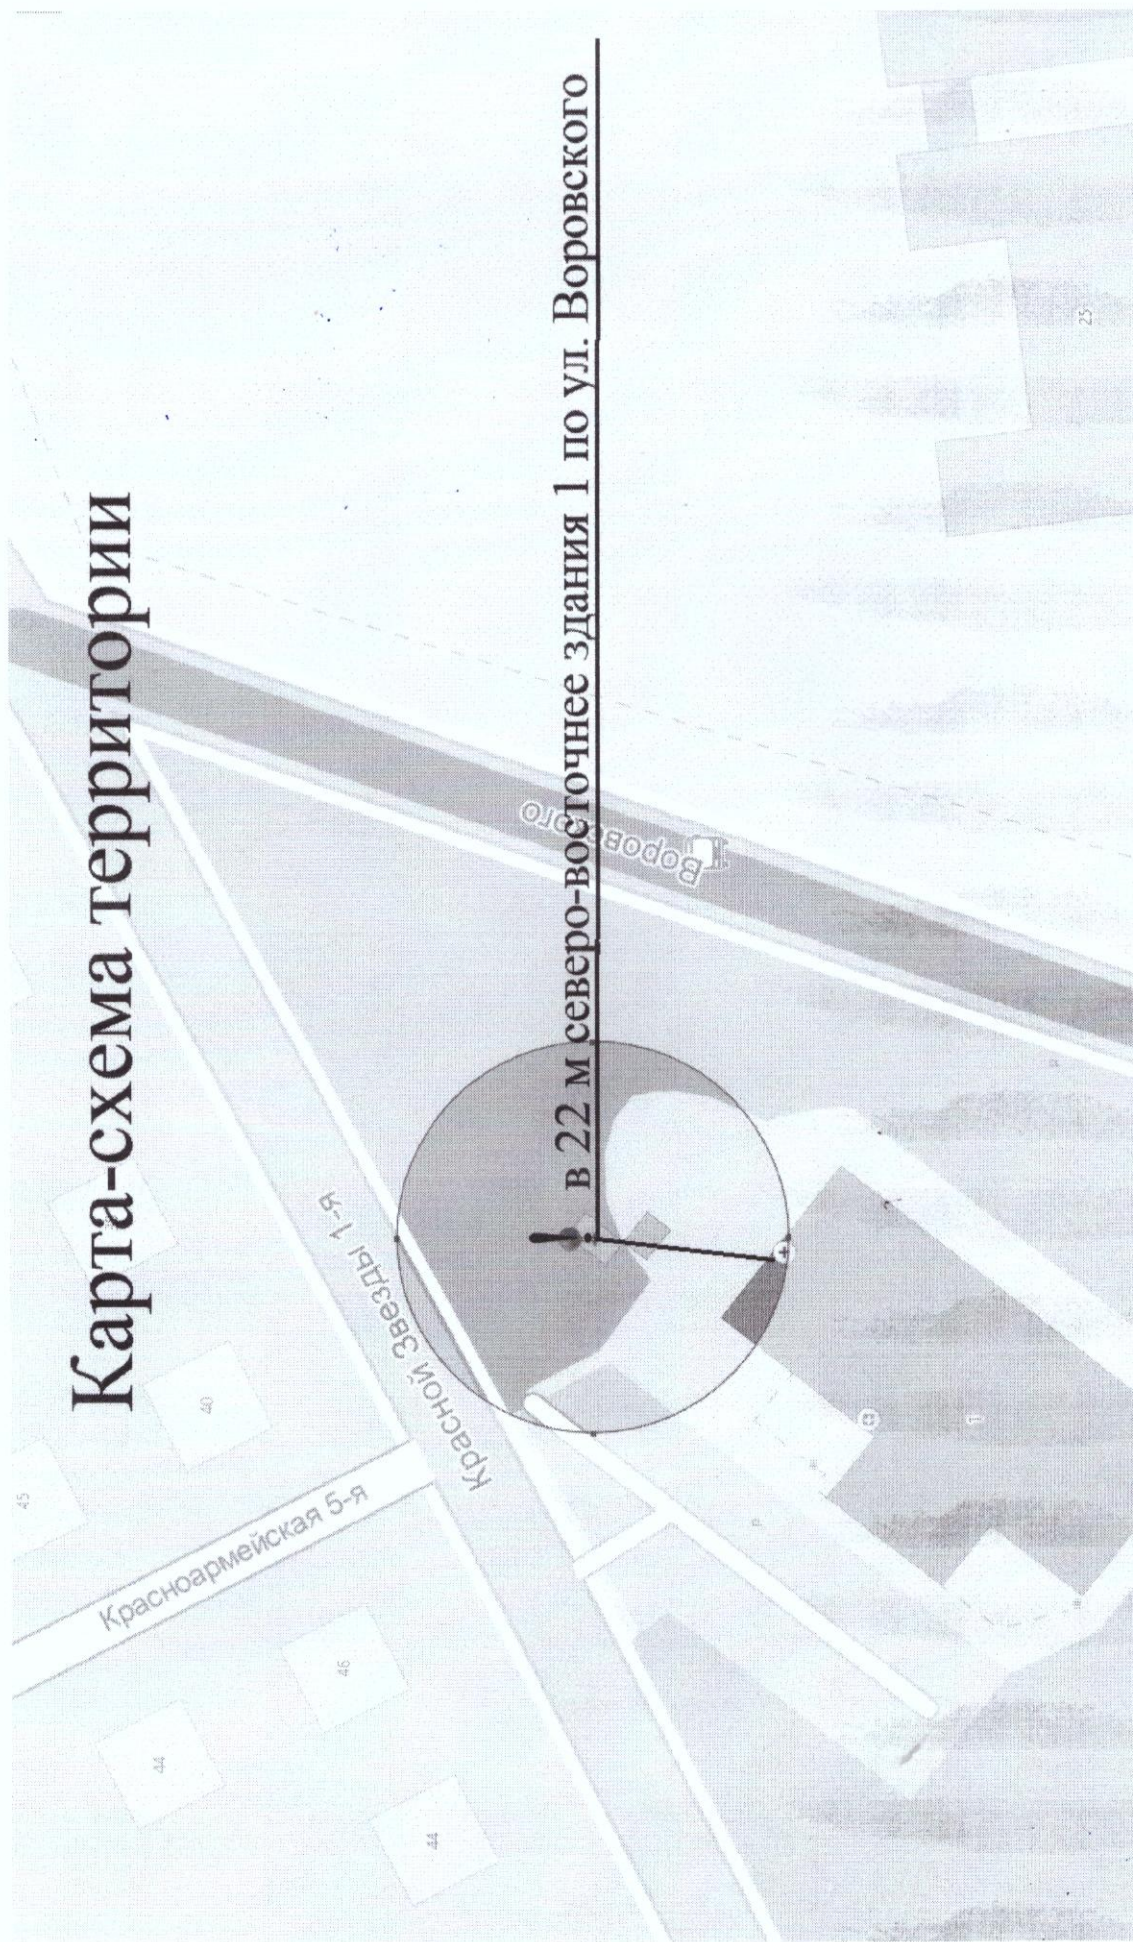 Карта-схема территории
45
40
Красноармейская 5-я
Красной Звезды 1-я
в 22 м северо-восточнее здания 1 по ул. Воровского
Воровского
44
46
44
1
25